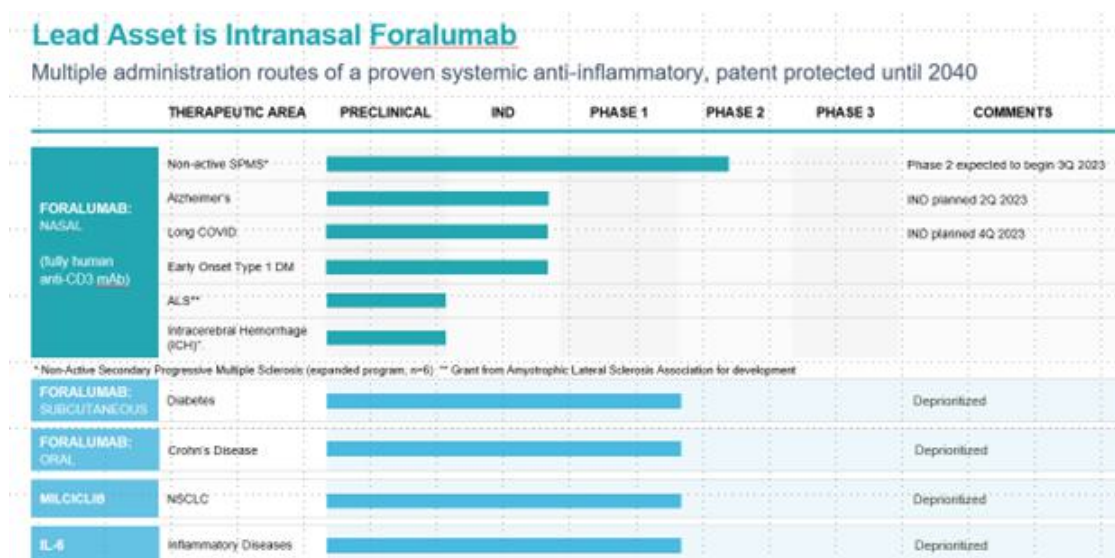 Lead Asset is Intranasal Foralumab
Multiple administration routes of a proven systemic anti-inflammatory, patent protected until 2040
THERAPEUTIC AREA PRECLINICAL IND PHASE 1 PHASE 2 PHASE 3 COMMENTS
FORALUMAB:
NASAL
(fully human
anti-CD3 mAb)
Non-active SPMS* Phase 2 expected to begin 3Q 2023
Alzheimer's IND planned 2Q 2023
Long COVID IND planned 4Q 2023
Early Onset Type 1 DM
ALS**
Intracerebral Hemorrhage
(ICH)*
* Non-Active Secondary Progressive Multiple Sclerosis (expanded program, n=6) ** Grant from Amyotrophic Lateral Sclerosis Association for development
FORALUMAB:
SUBCUTANEOUS
Diabetes Deprioritized
FORALUMAB:
ORAL
Crohn's Disease Deprioritized
MILCICLIB NSCLC Deprioritized
IL-6 Inflammatory Diseases Deprioritized